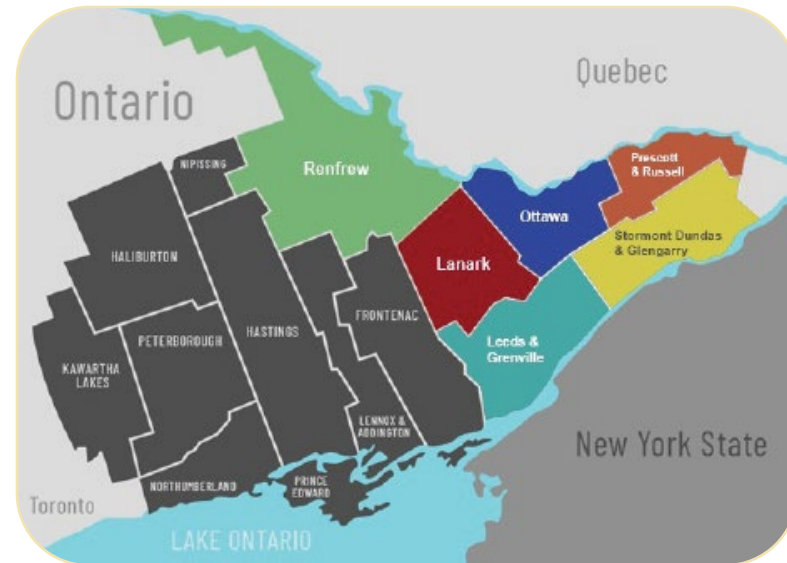 Quebec
Ontario
Prescott
& Russell
NIPISSING
Renfrew
Ottawa
Stormont Dundas
& Glengarry
HALIBURTON
Lanark
FRONTENAC
HASTINGS
PETERBOROUGH
Leeds &
Grenville
KAWARTHA
LAKES
LENNOX &
ADDINGTON
New York State
NORTHUMBERLAND
PRINCE
EDWARD
Toronto
LAKE ONTARIO